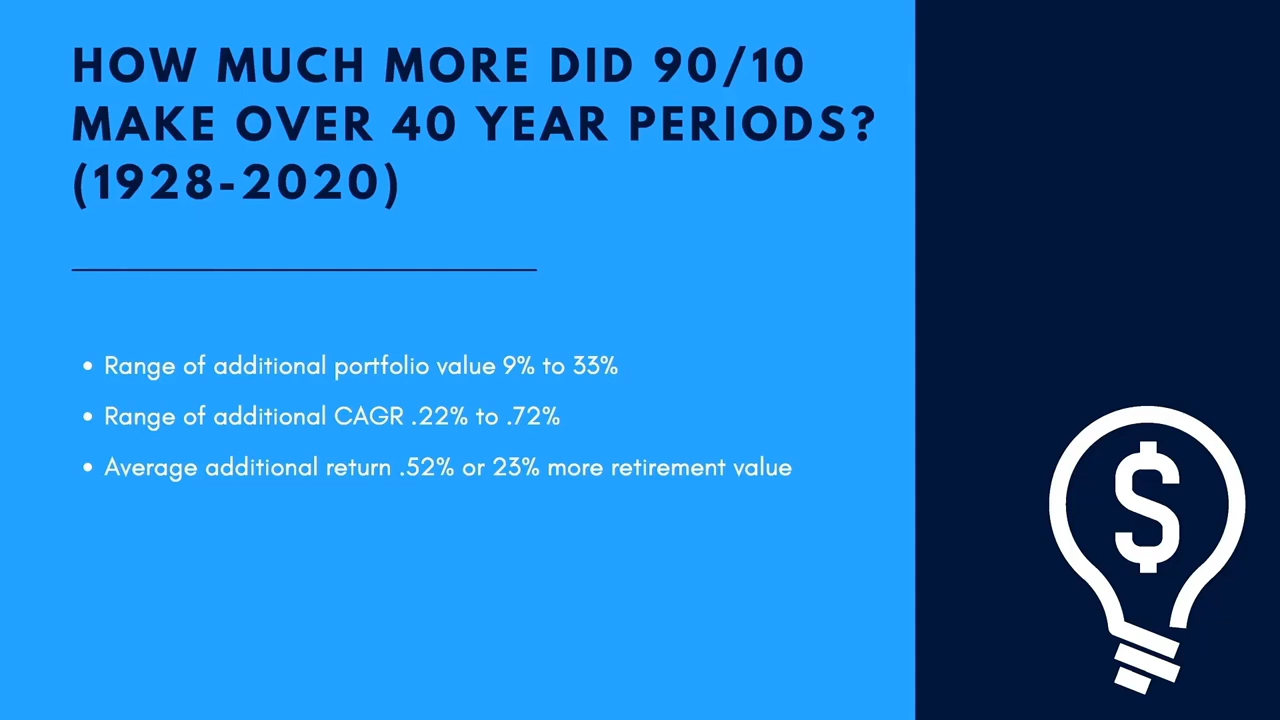 HOW MUCH MORE DID 90/10
MAKE OVER 40 YEAR PERIODS?
(1928-2020)
• Range of additional portfolio value 9% to 33%
• Range of additional CAGR .22% to .72%
• Average additional return .52% or 23% more retirement value
$